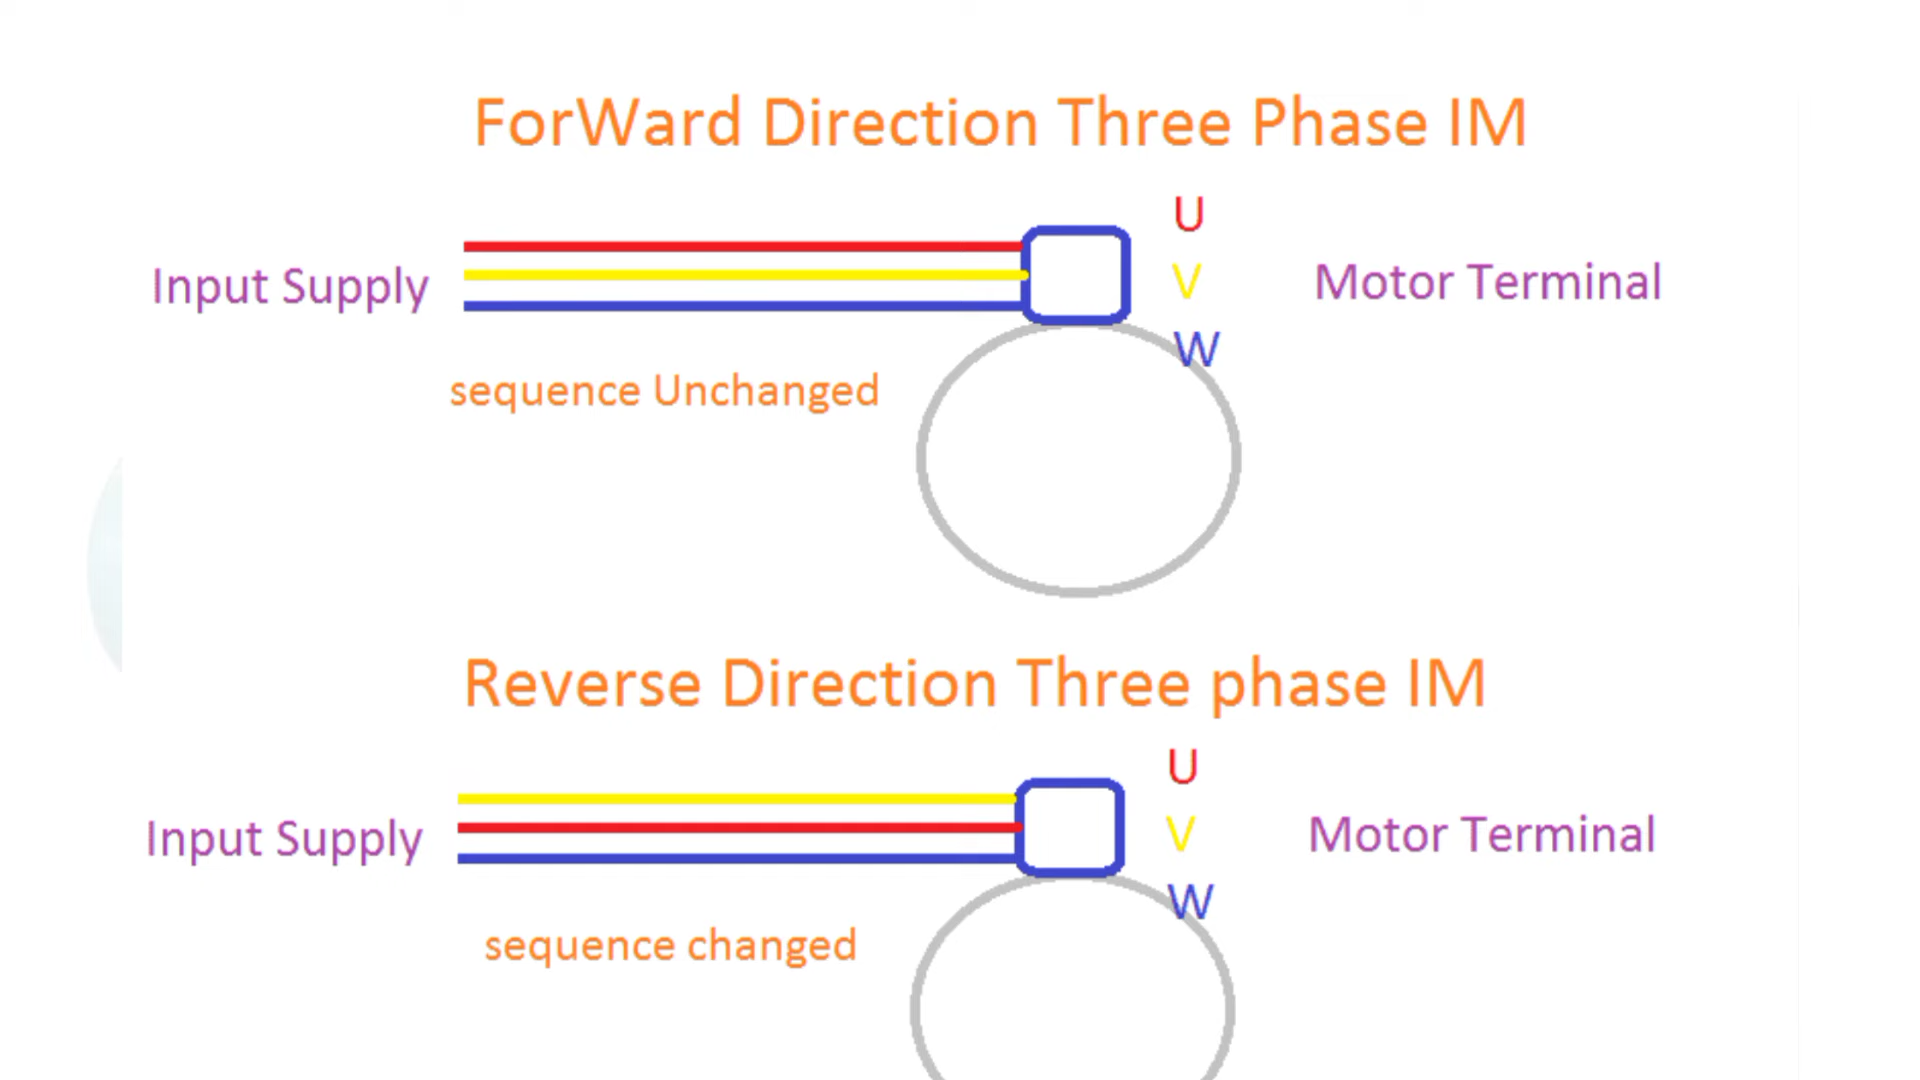 ForWard Direction Three Phase IM
U
Input Supply
V
Motor Terminal
W
sequence Unchanged
Reverse Direction Three phase IM
U
Input Supply
V
Motor Terminal
W
sequence changed